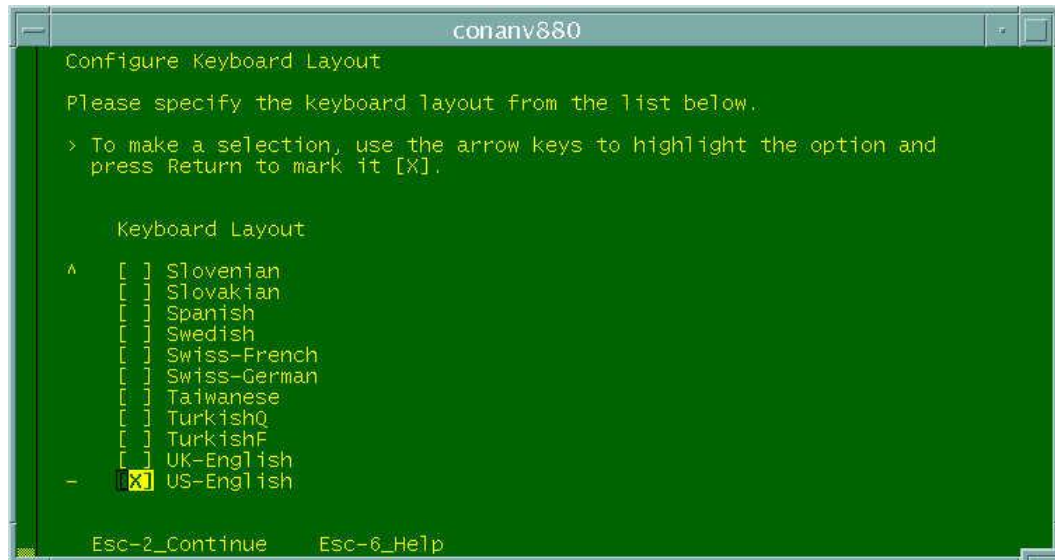 conanv880
Configure Keyboard Layout
Please specify the keyboard layout from the list below.
> To make a selection, use the arrow keys to highlight the option and
press Return to mark it [X].
Keyboard Layout
^ [ ] Slovenian
[ ] Slovakian
[ ] Spanish
[ ] Swedish
[ ] Swiss-French
[ ] Swiss-German
[ ] Taiwanese
[ ] TurkishQ
[ ] TurkishF
[ ] UK-English
- [X] US-English
Esc-2_Continue Esc-6_Help